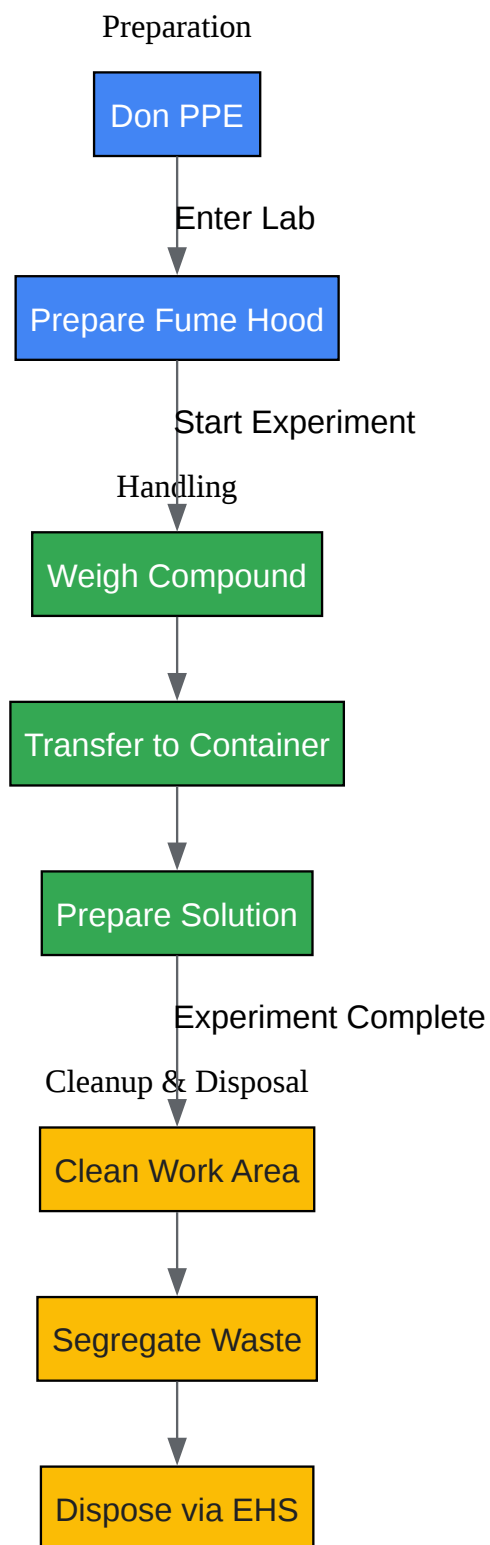 Preparation
Don PPE
Enter Lab
Prepare Fume Hood
Start Experiment
Handling
Weigh Compound
Transfer to Container
Prepare Solution
Experiment Complete
Cleanup & Disposal
Clean Work Area
Segregate Waste
Dispose via EHS